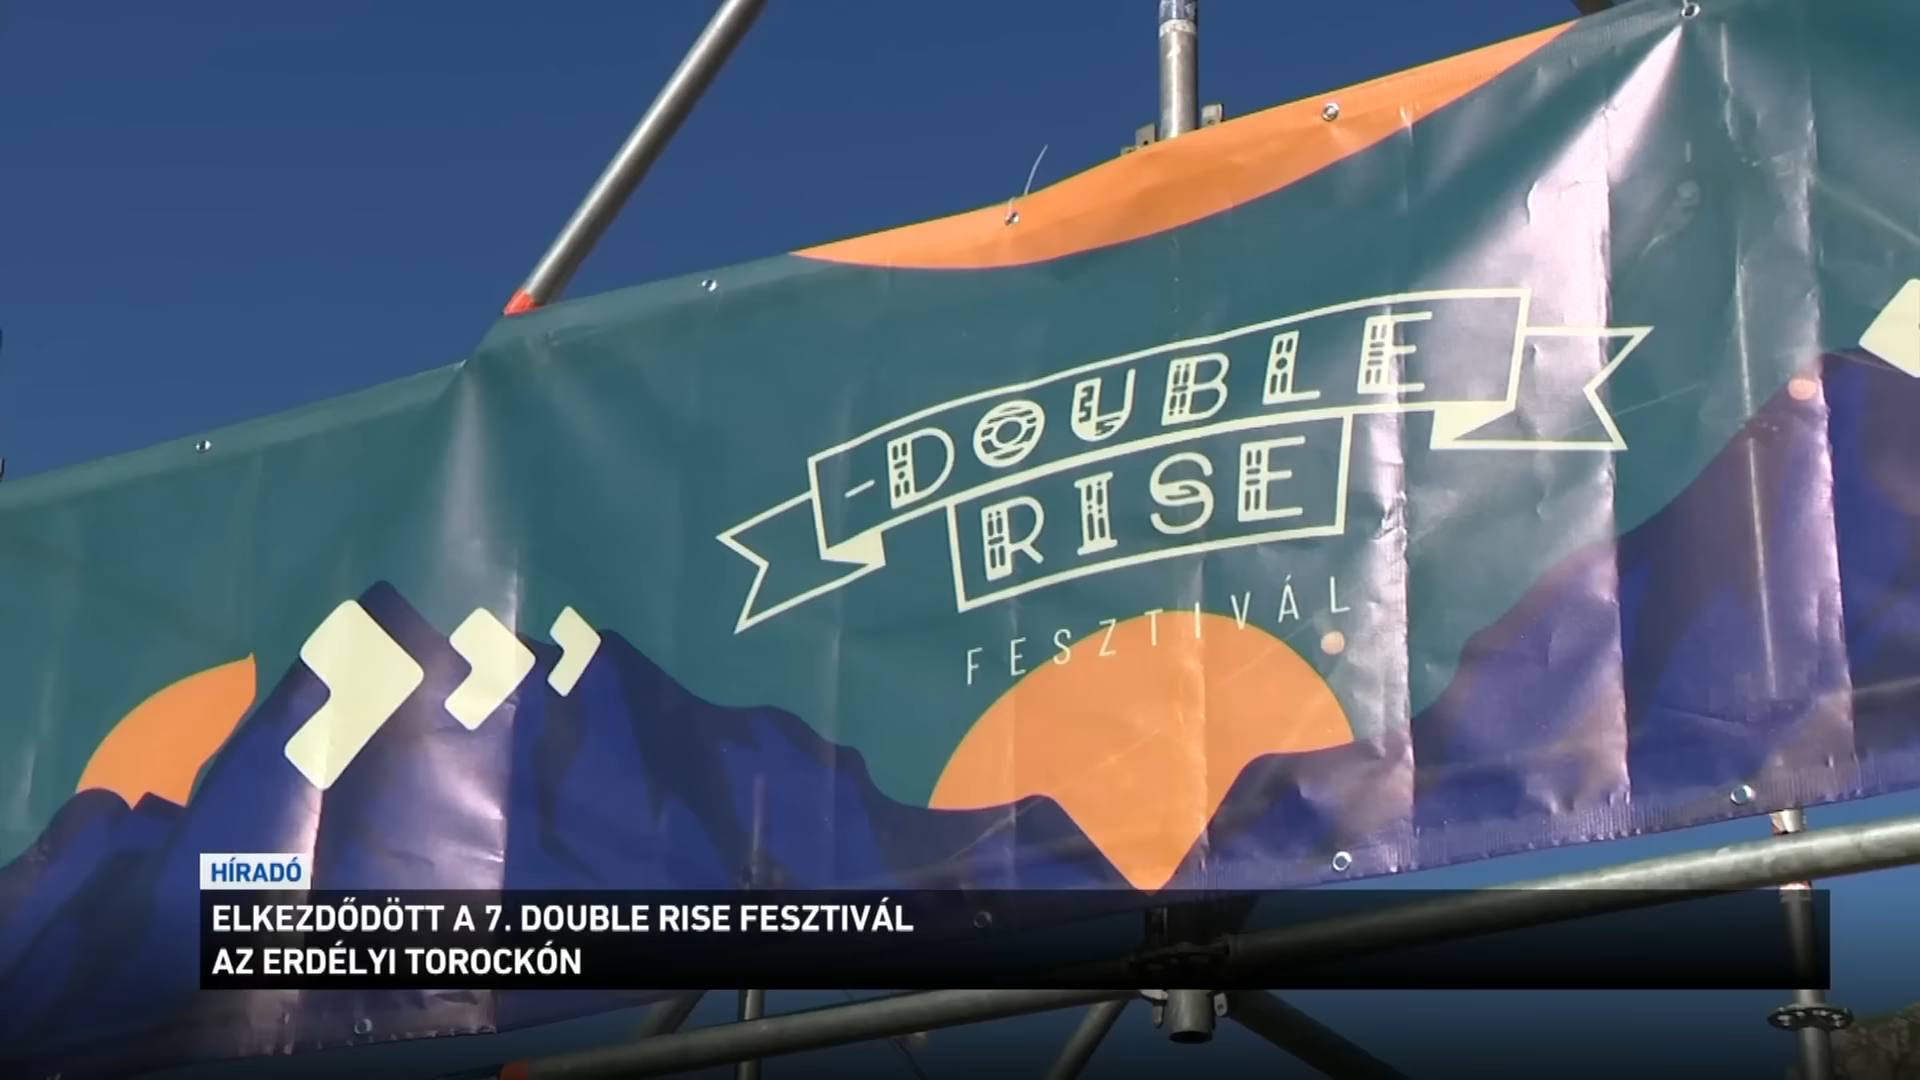 DOUBLE
RISE
FESZTIVÁL
HÍRADÓ
ELKEZDŐDÖTT A 7. DOUBLE RISE FESZTIVÁL
AZ ERDÉLYI TOROCKÓN